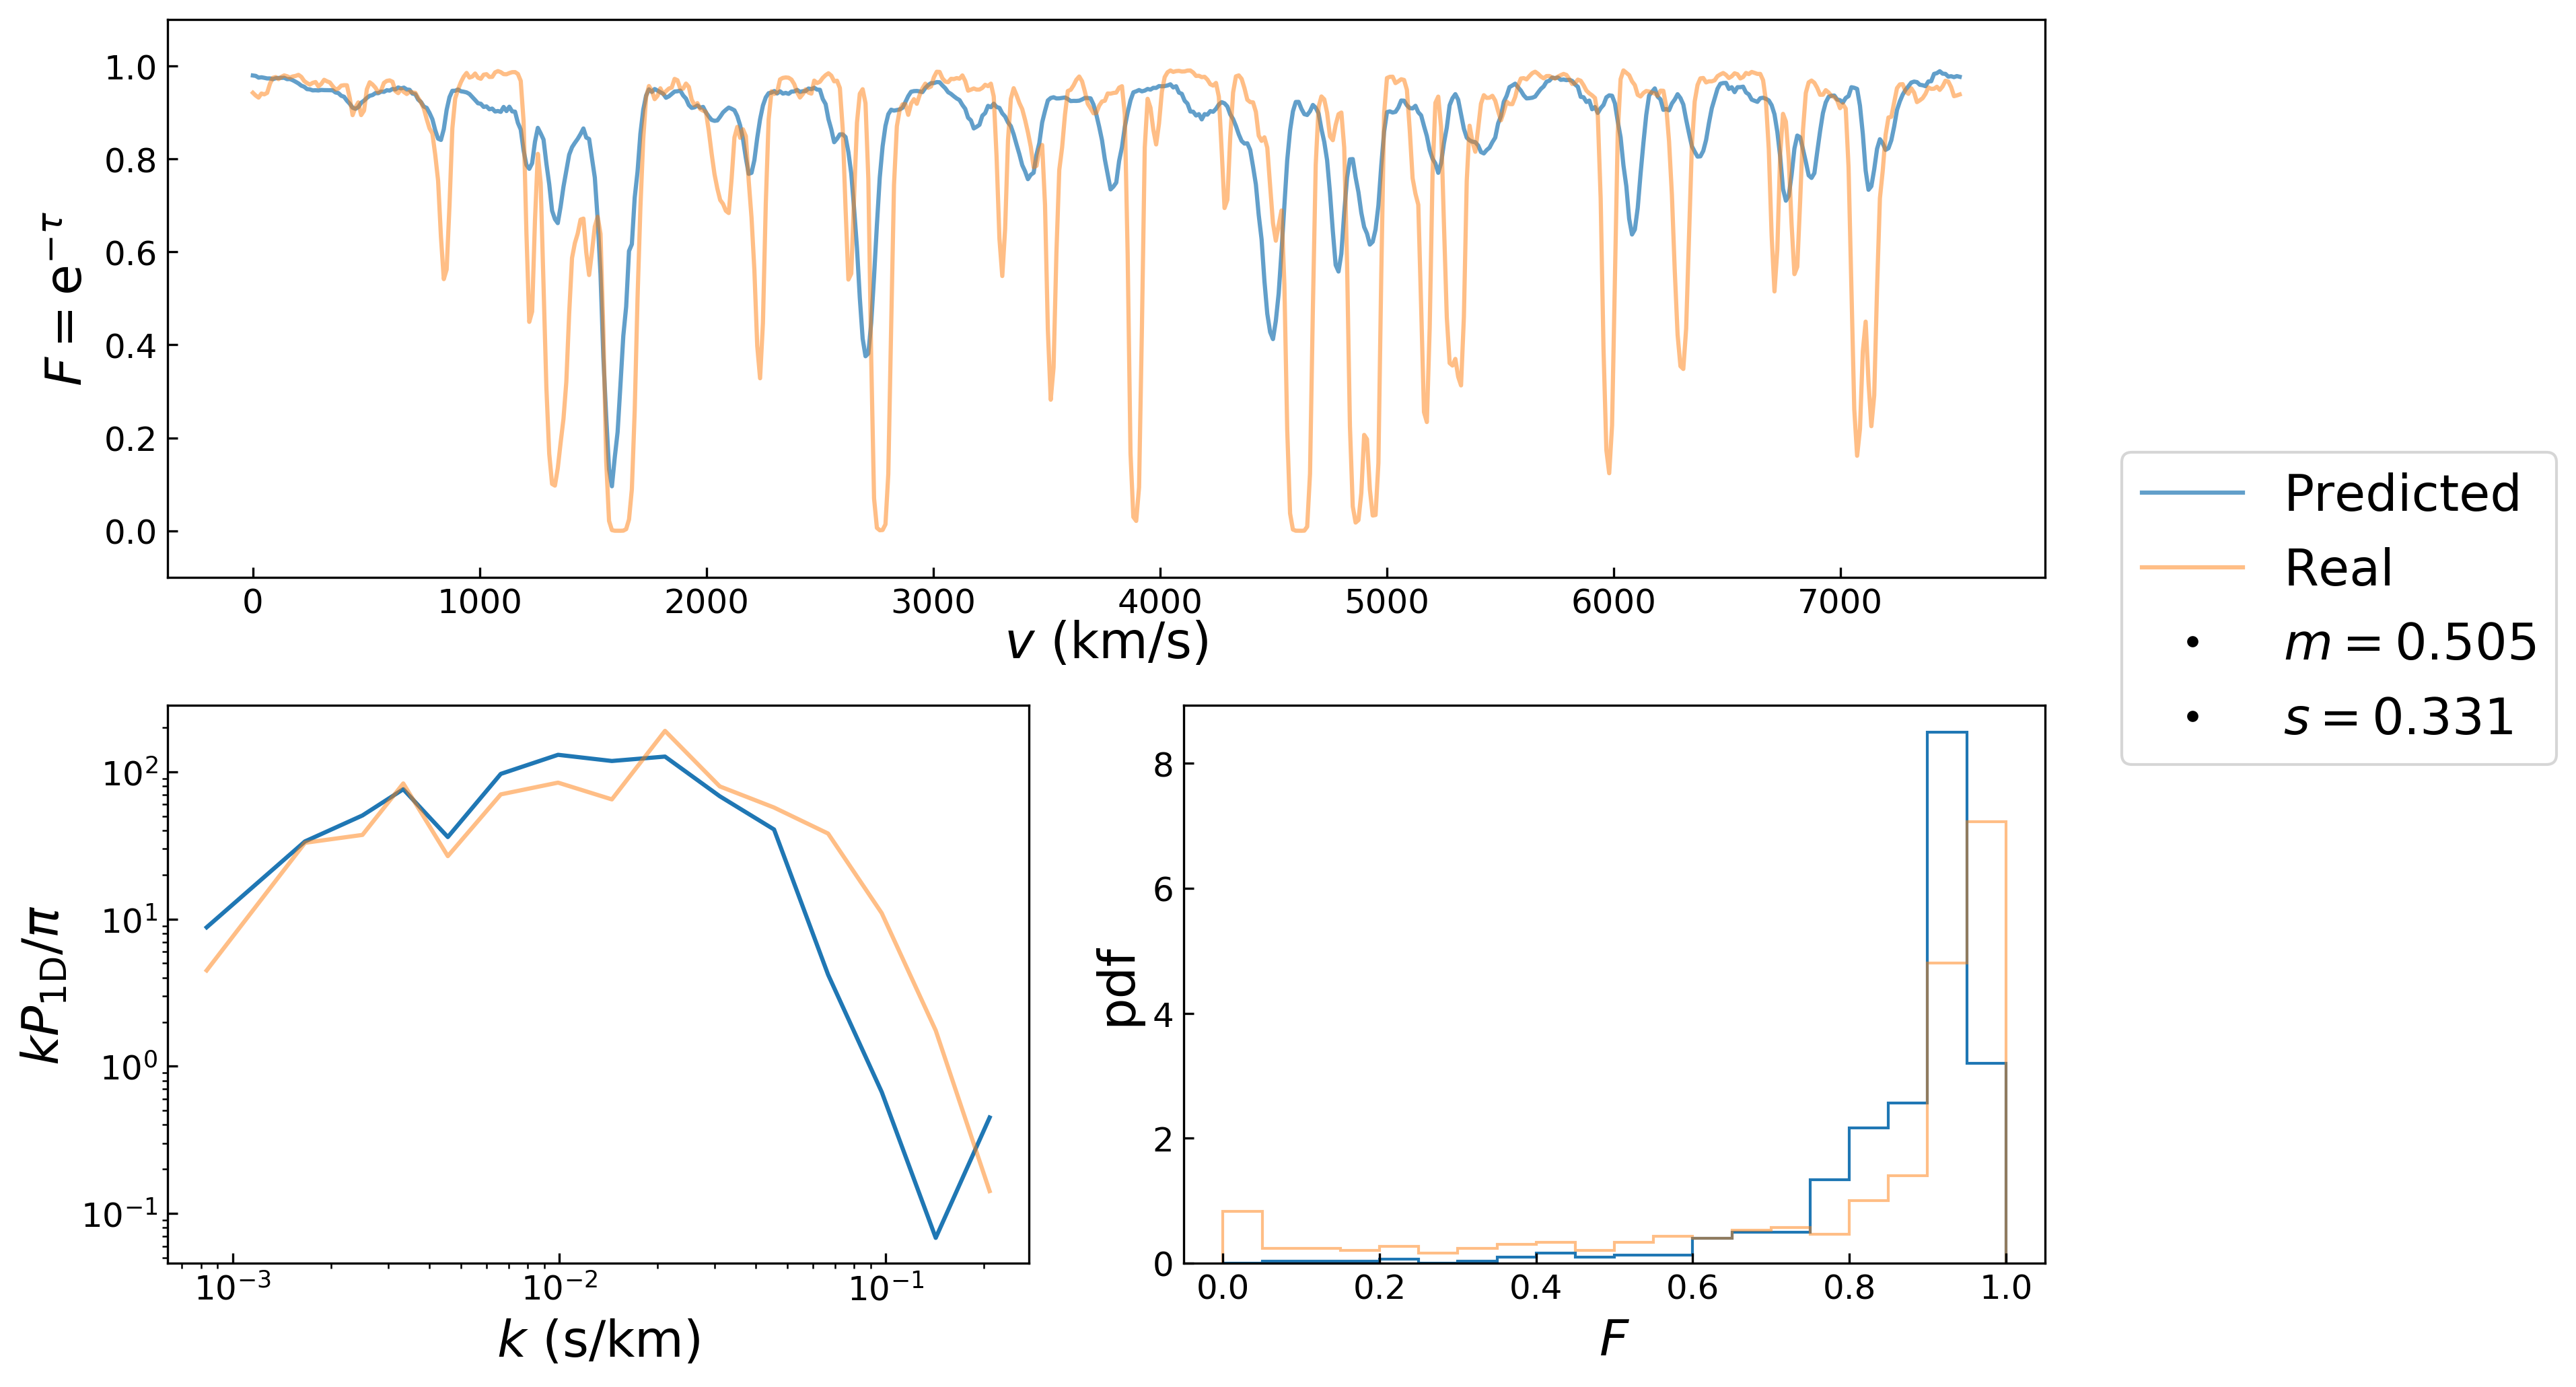 1.0
0.8
0.6
0.4
0.2
0.0
F = e^{−τ}
0 1000 2000 3000 4000 5000 6000 7000
v (km/s)
Predicted
Real
m = 0.505
s = 0.331
10^2
10^1
10^0
10^{−1}
kP_{1D}/π
10^{−3} 10^{−2} 10^{−1}
k (s/km)
8
6
4
2
0
pdf
0.0 0.2 0.4 0.6 0.8 1.0
F